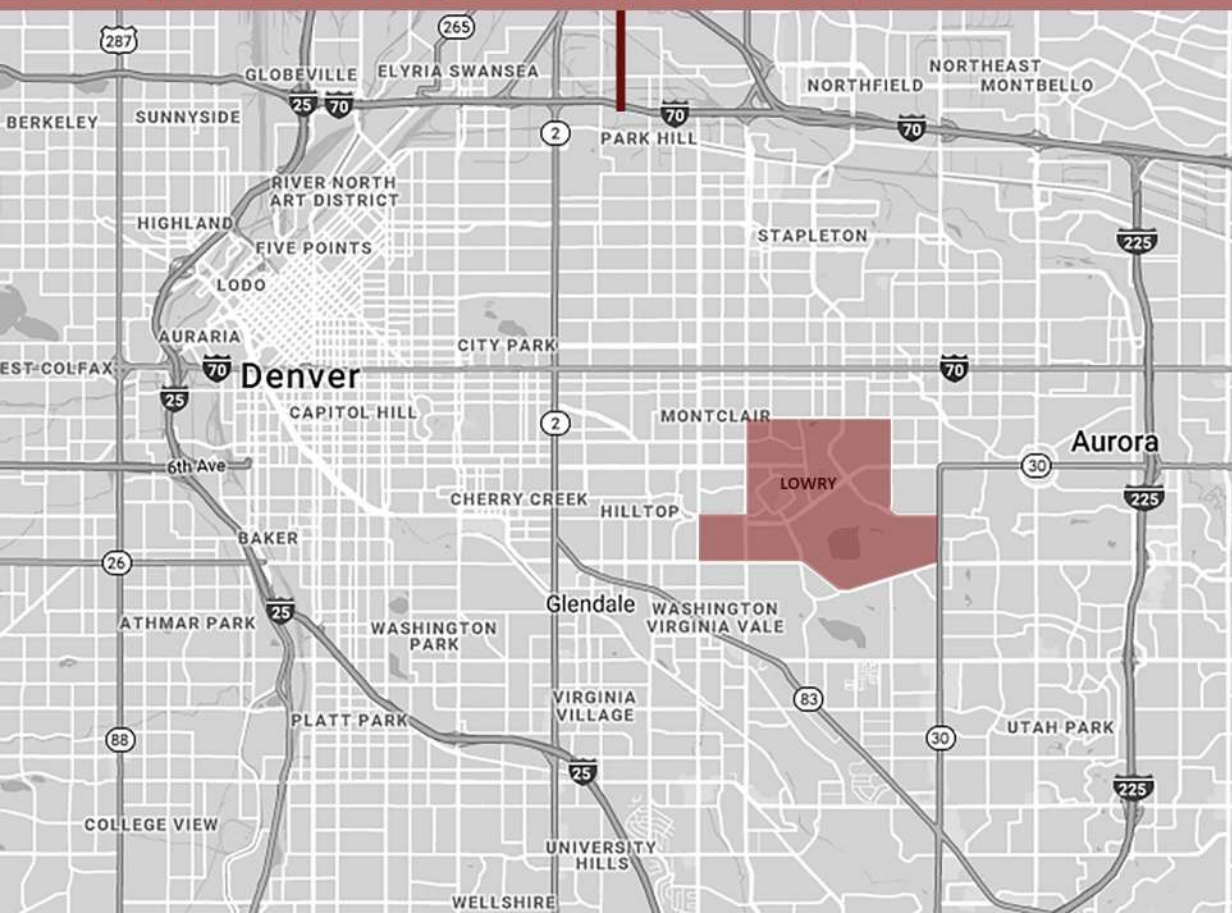 287
265
2
GLOBEVILLE
ELYRIA SWANSEA
NORTHEAST
MONTBELLO
NORTHFIELD
25
70
70
70
BERKELEY
SUNNYSIDE
2
PARK HILL
RIVER NORTH
ART DISTRICT
HIGHLAND
STAPLETON
225
FIVE POINTS
LODO
AURARIA
CITY PARK
EST COLFAX
70
Denver
70
25
CAPITOL HILL
2
MONTCLAIR
Aurora
6th Ave
30
LOWRY
225
CHERRY CREEK
HILLTOP
BAKER
26
25
Glendale
WASHINGTON
VIRGINIA VALE
ATHMAR PARK
WASHINGTON
PARK
83
VIRGINIA
VILLAGE
PLATT PARK
UTAH PARK
88
30
25
225
COLLEGE VIEW
UNIVERSITY
HILLS
WELLSHIRE